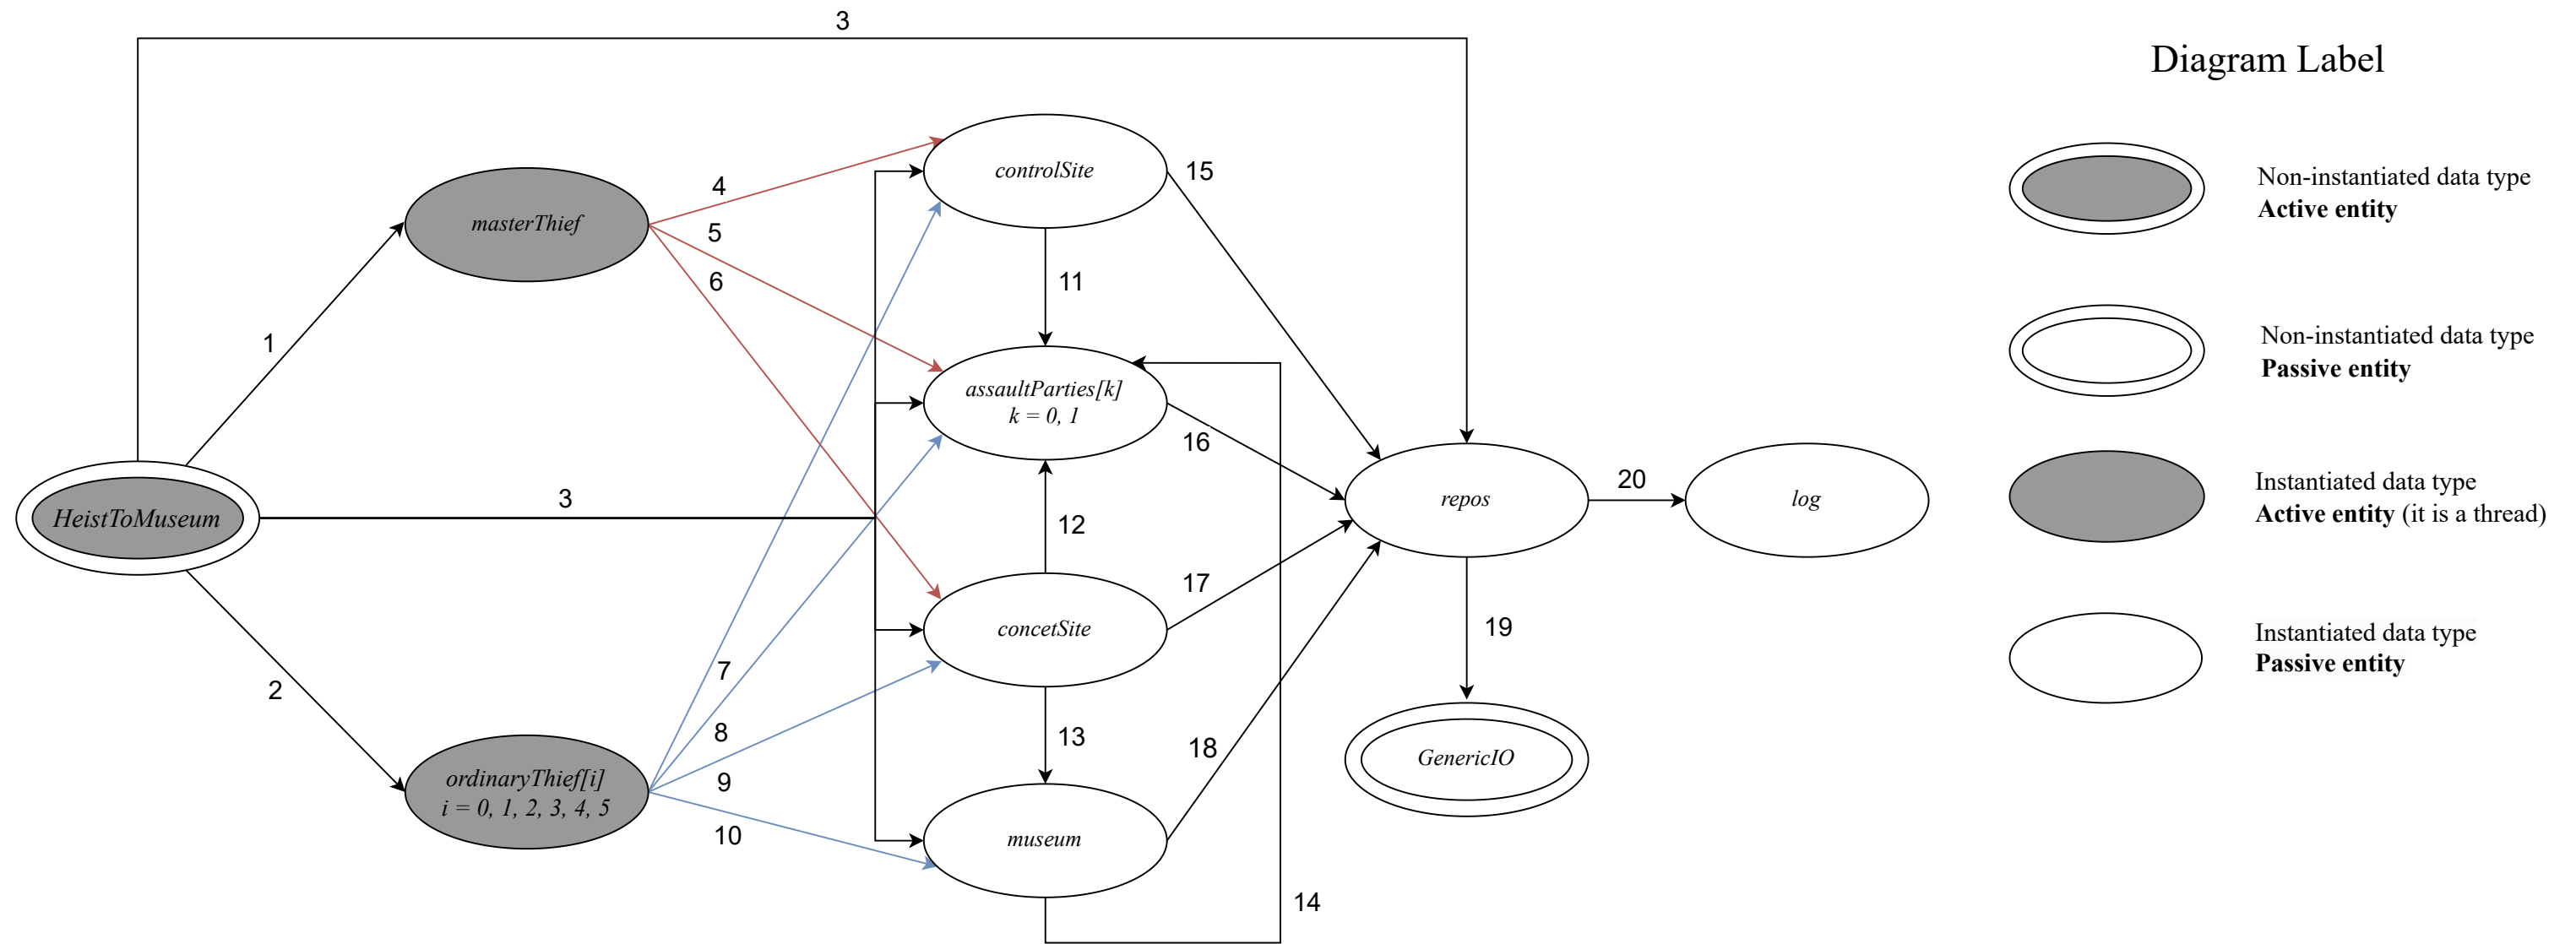 3
Diagram Label
controlSite
15
Non-instantiated data type
Active entity
masterThief
4
5
6
11
1
assaultParties[k]
k = 0, 1
16
Non-instantiated data type
Passive entity
HeistToMuseum
3
12
repos
20
log
Instantiated data type
Active entity (it is a thread)
concetSite
17
19
2
7
8
9
10
13
18
GenericIO
Instantiated data type
Passive entity
ordinaryThief[i]
i = 0, 1, 2, 3, 4, 5
museum
14